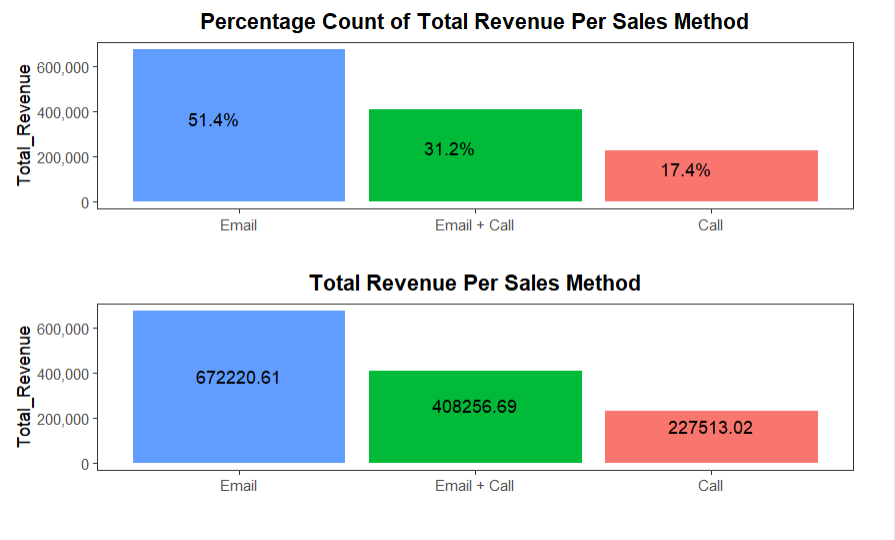 Percentage Count of Total Revenue Per Sales Method
Total_Revenue
600,000
400,000
200,000
0
51.4%
31.2%
17.4%
Email
Email + Call
Call
Total Revenue Per Sales Method
Total_Revenue
600,000
400,000
200,000
0
672220.61
408256.69
227513.02
Email
Email + Call
Call